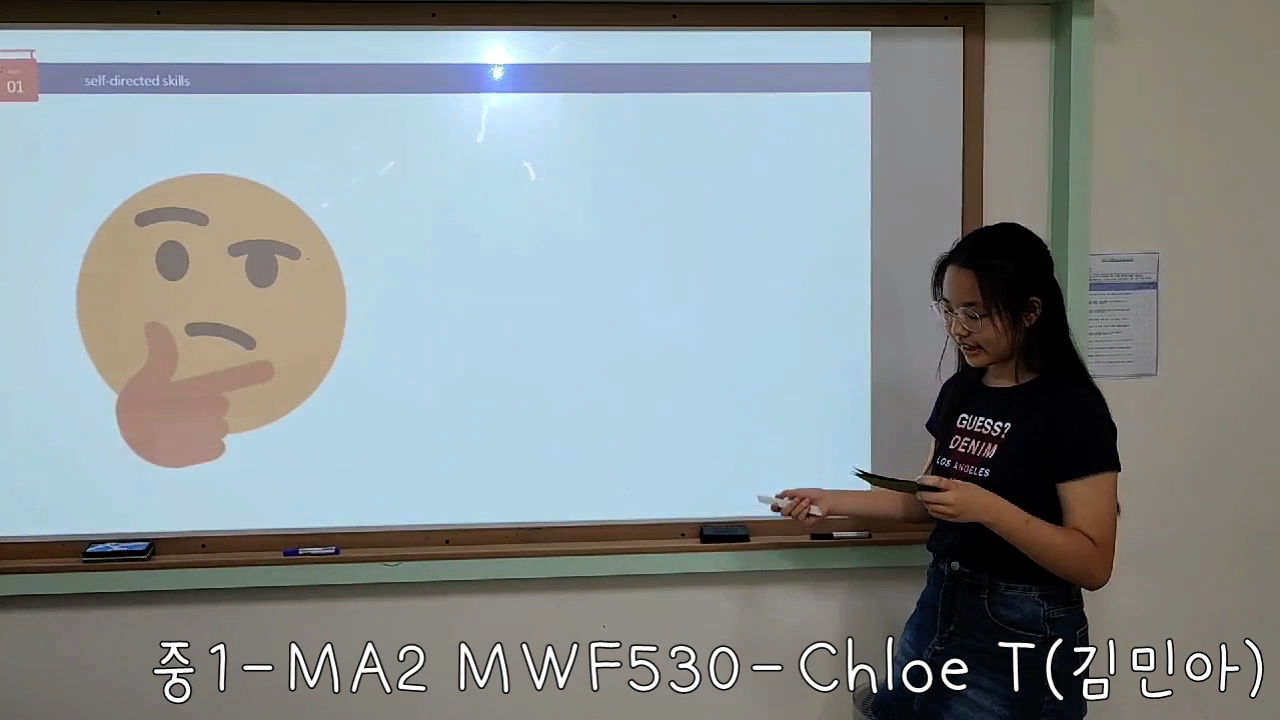 01
self-directed skills
GUESS?
DENIM
LOS ANGELES
중1-MA2 MWF530-Chloe T(김민아)